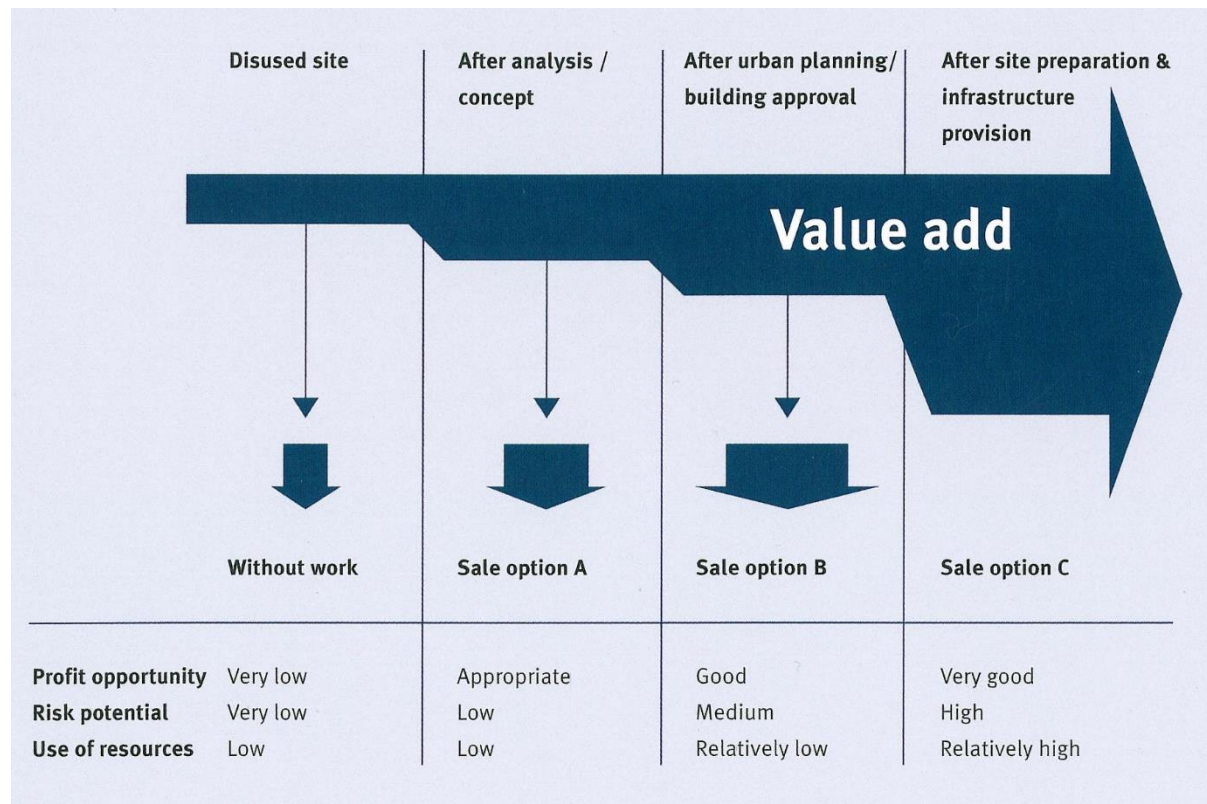 Disused site
After analysis /
concept
After urban planning/
building approval
After site preparation &
infrastructure
provision
Value add
Without work
Sale option A
Sale option B
Sale option C
Profit opportunity Very low Appropriate Good Very good
Risk potential Very low Low Medium High
Use of resources Low Low Relatively low Relatively high